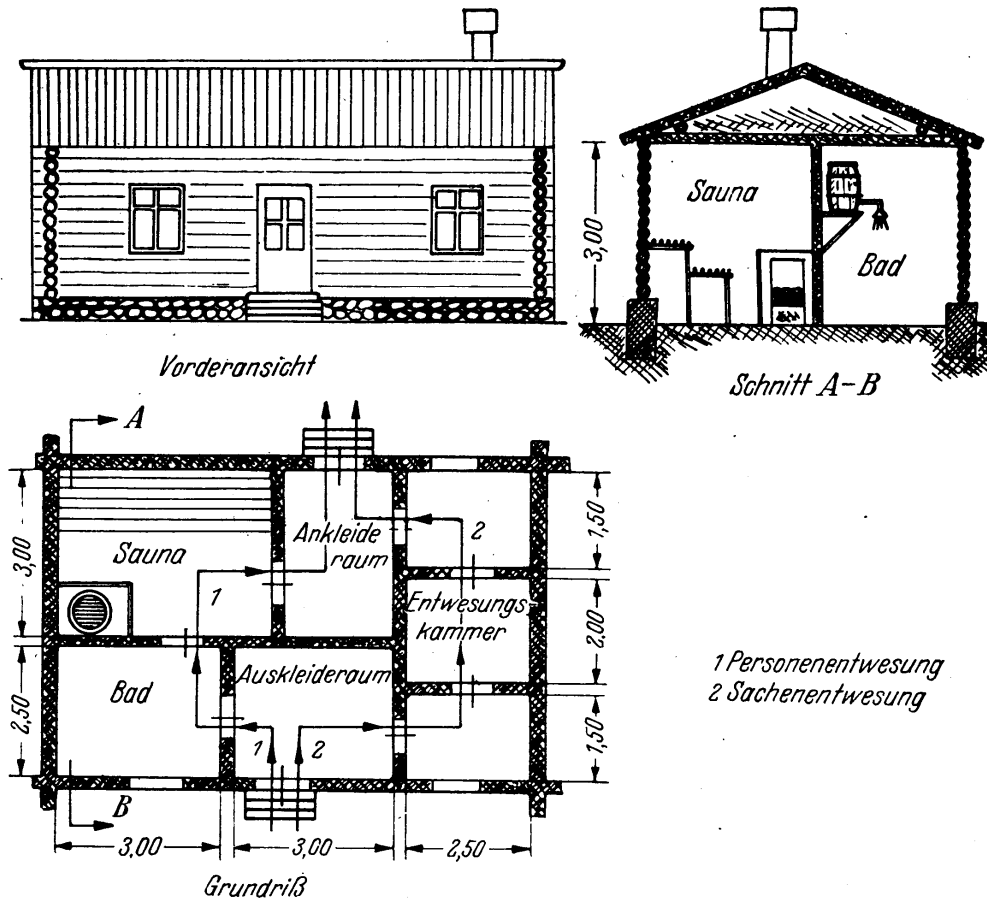 Vorderansicht
3,00
Sauna
Bad
Schnitt A-B
A
3,00
2,50
Sauna
1
Ankleide
raum
2
Entwesungs-
kammer
Bad
Auskleideraum
1
2
1,50
2,00
1,50
B
3,00
3,00
2,50
Grundriß
1 Personenentwesung
2 Sachenentwesung